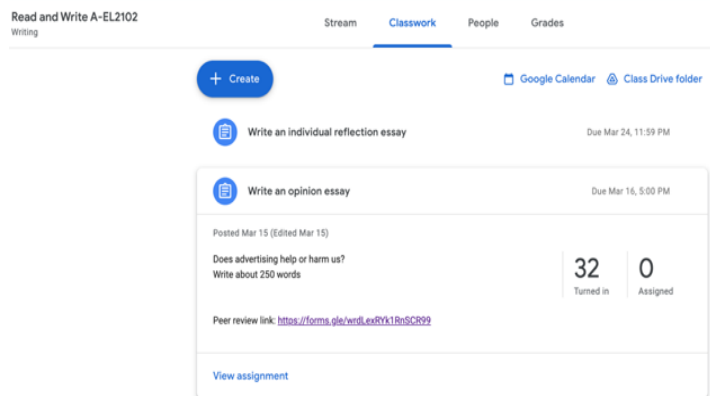 Read and Write A-EL2102
Writing
Stream Classwork People Grades
+ Create
Google Calendar Class Drive folder
Write an individual reflection essay Due Mar 24, 11:59 PM
Write an opinion essay Due Mar 16, 5:00 PM
Posted Mar 15 (Edited Mar 15)
Does advertising help or harm us?
Write about 250 words
32 0
Turned in Assigned
Peer review link: https://forms.gle/wrdLexRYk1RnSCR99
View assignment